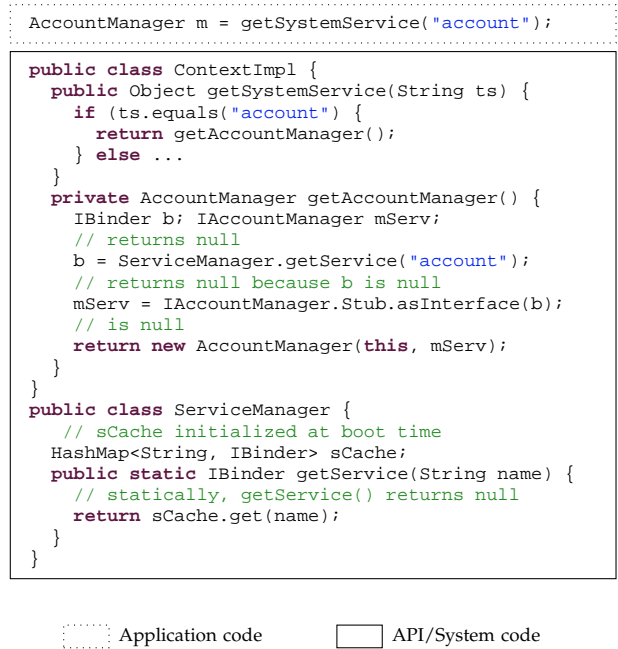 AccountManager m = getSystemService("account");
public class ContextImpl {
  public Object getSystemService(String ts) {
    if (ts.equals("account") {
      return getAccountManager();
    } else ...
  }
  private AccountManager getAccountManager() {
    IBinder b; IAccountManager mServ;
    // returns null
    b = ServiceManager.getService("account");
    // returns null because b is null
    mServ = IAccountManager.Stub.asInterface(b);
    // is null
    return new AccountManager(this, mServ);
  }
}
public class ServiceManager {
   // sCache initialized at boot time
  HashMap<String, IBinder> sCache;
  public static IBinder getService(String name) {
    // statically, getService() returns null
    return sCache.get(name);
  }
}
Application code API/System code